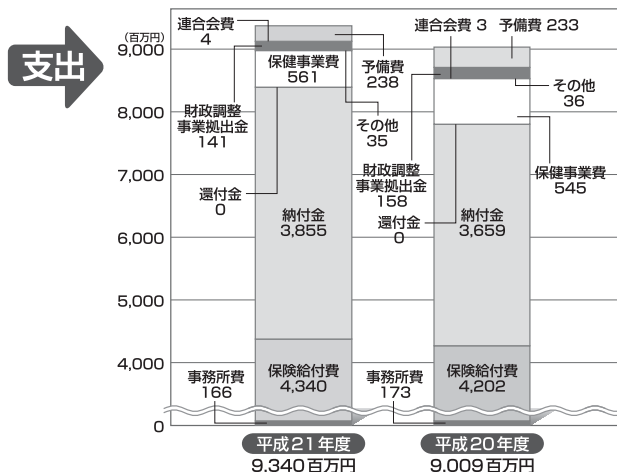 支出
(百万円)
9,000
8,000
7,000
6,000
5,000
4,000
0
連合会費
4
予備費
238
保健事業費
561
財政調整
事業拠出金
141
その他
35
還付金
0
納付金
3,855
保険給付費
4,340
事務所費
166
平成21年度
9,340百万円
連合会費 3
予備費 233
その他
36
財政調整
事業拠出金
158
保健事業費
545
還付金
0
納付金
3,659
保険給付費
4,202
事務所費
173
平成20年度
9,009百万円